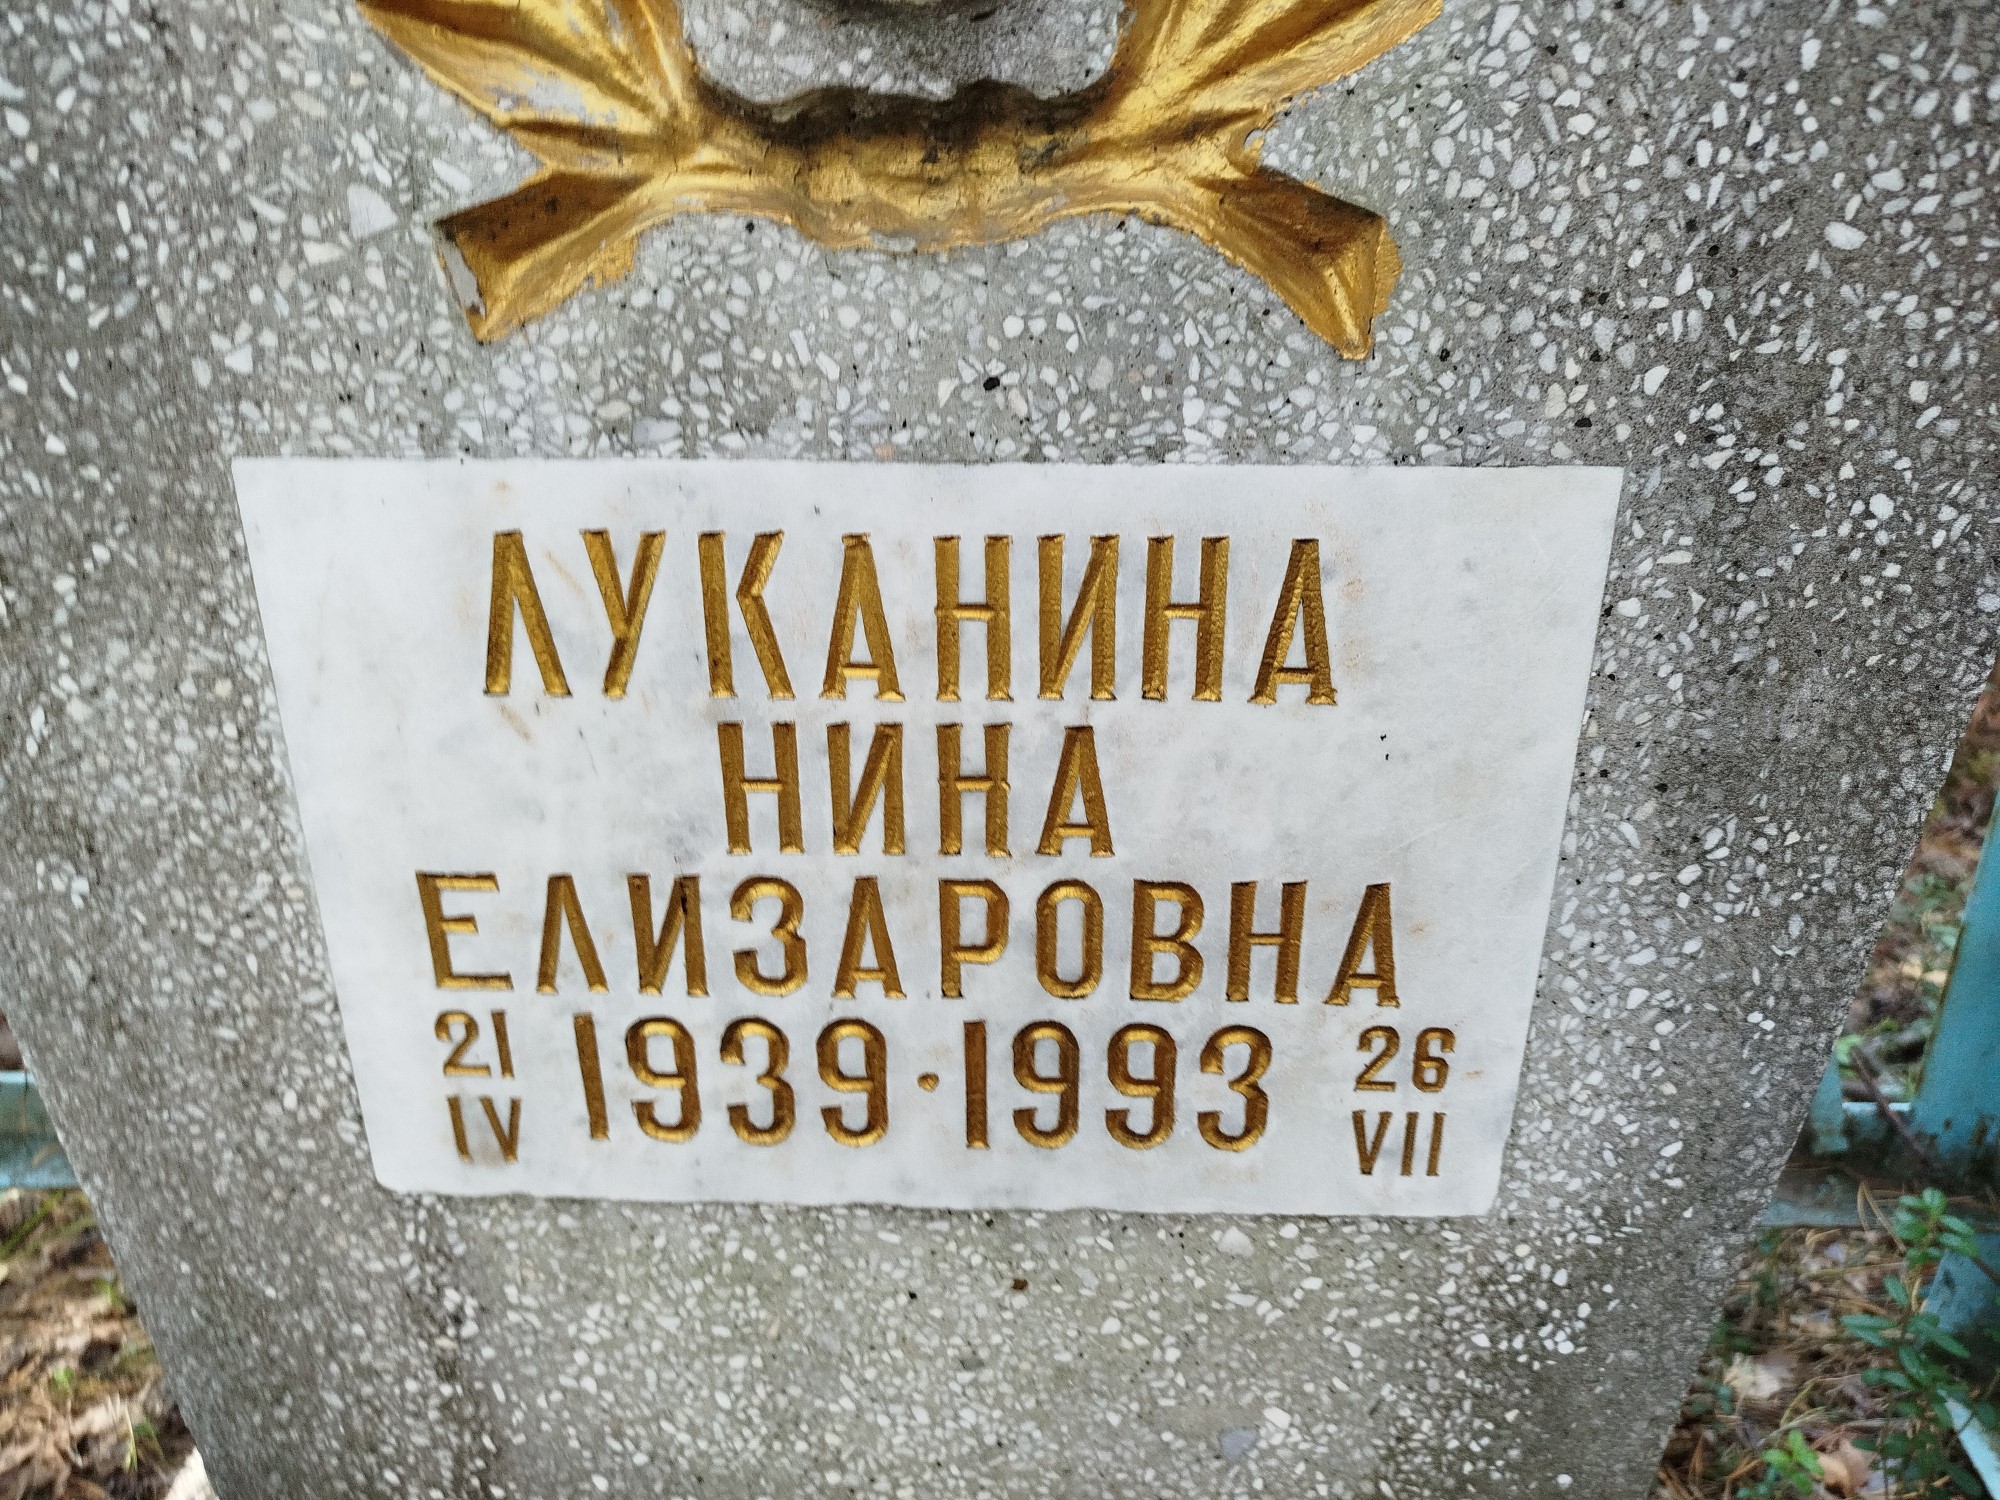 ЛУКАНИНА
НИНА
ЕЛИЗАРОВНА
21 IV 1939·1993 26 VII